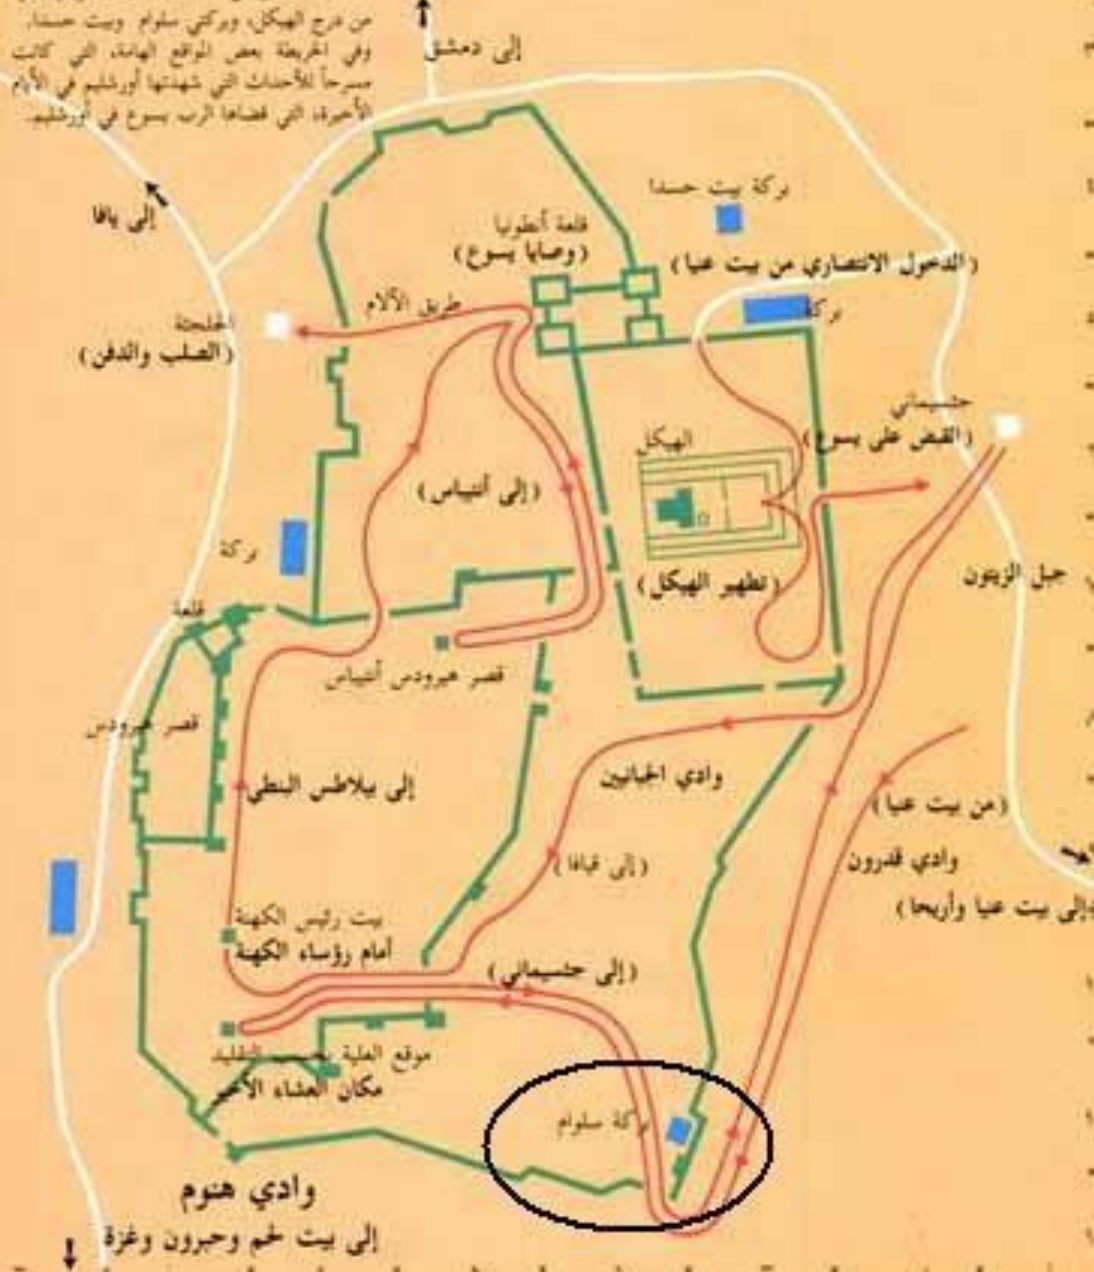 من درج الهيكل، وبركتي سلوام وبيت حسدا.
وفي الخريطة بعض المواقع الهامة، التي كانت
مسرحاً للأحداث التي شهدتها أورشليم في الأيام
الأخيرة، التي قضاها الرب يسوع في أورشليم.
إلى دمشق
إلى يافا
بركة بيت حسدا
قلعة أنطونيا
(وصايا يسوع)
(الدخول الانتصاري من بيت عنيا)
بركة
طريق الآلام
الجلجثة
(الصلب والدفن)
جثسيماني
(القبض على يسوع)
الهيكل
(إلى أنتيباس)
بركة
(تطهير الهيكل)
جبل الزيتون
قلعة
قصر هيرودس أنتيباس
قصر هيرودس
إلى بيلاطس البنطي
وادي الجبانيين
(من بيت عنيا)
(إلى قيافا)
وادي قدرون
(إلى بيت عنيا وأريحا)
بيت رئيس الكهنة
أمام رؤساء الكهنة
(إلى جثسيماني)
موقع العلية بحسب التقليد
مكان العشاء الأخير
بركة سلوام
وادي هنوم
إلى بيت لحم وحبرون وغزة